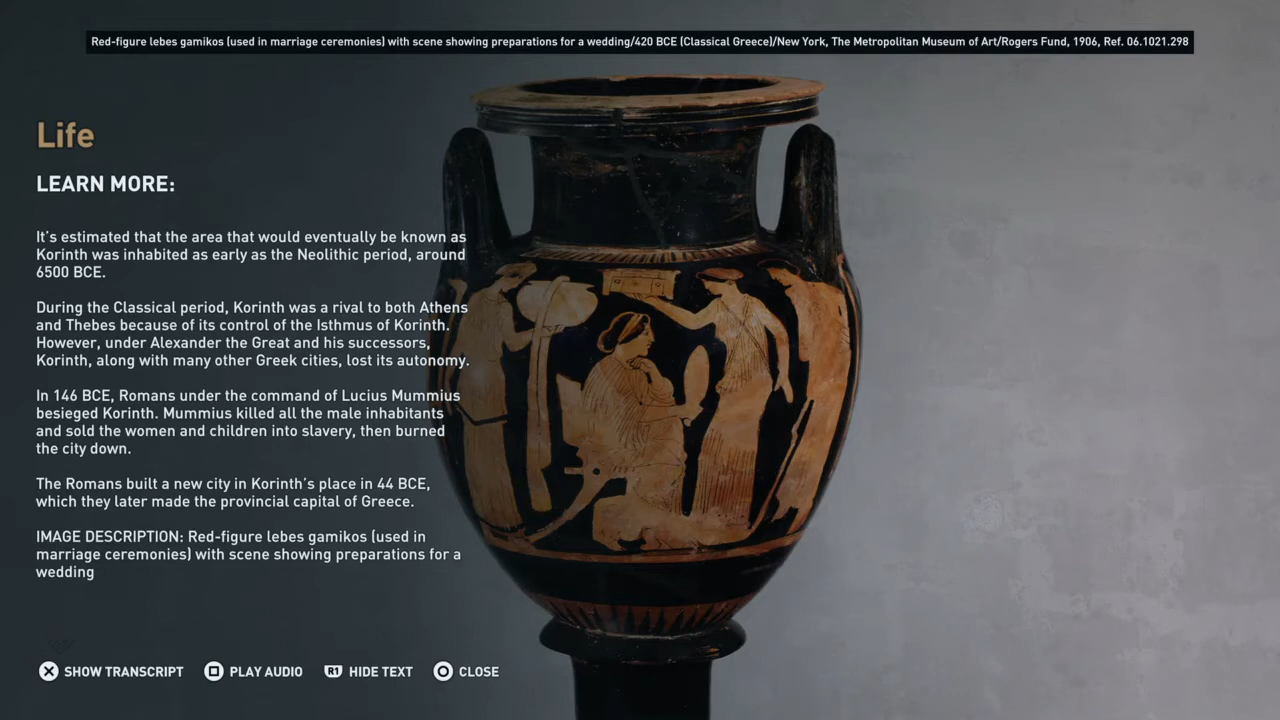 Red-figure lebes gamikos (used in marriage ceremonies) with scene showing preparations for a wedding/420 BCE (Classical Greece)/New York, The Metropolitan Museum of Art/Rogers Fund, 1906, Ref. 06.1021.298
Life
LEARN MORE:
It's estimated that the area that would eventually be known as
Korinth was inhabited as early as the Neolithic period, around
6500 BCE.
During the Classical period, Korinth was a rival to both Athens
and Thebes because of its control of the Isthmus of Korinth.
However, under Alexander the Great and his successors,
Korinth, along with many other Greek cities, lost its autonomy.
In 146 BCE, Romans under the command of Lucius Mummius
besieged Korinth. Mummius killed all the male inhabitants
and sold the women and children into slavery, then burned
the city down.
The Romans built a new city in Korinth's place in 44 BCE,
which they later made the provincial capital of Greece.
IMAGE DESCRIPTION: Red-figure lebes gamikos (used in
marriage ceremonies) with scene showing preparations for a
wedding
SHOW TRANSCRIPT PLAY AUDIO R1 HIDE TEXT CLOSE